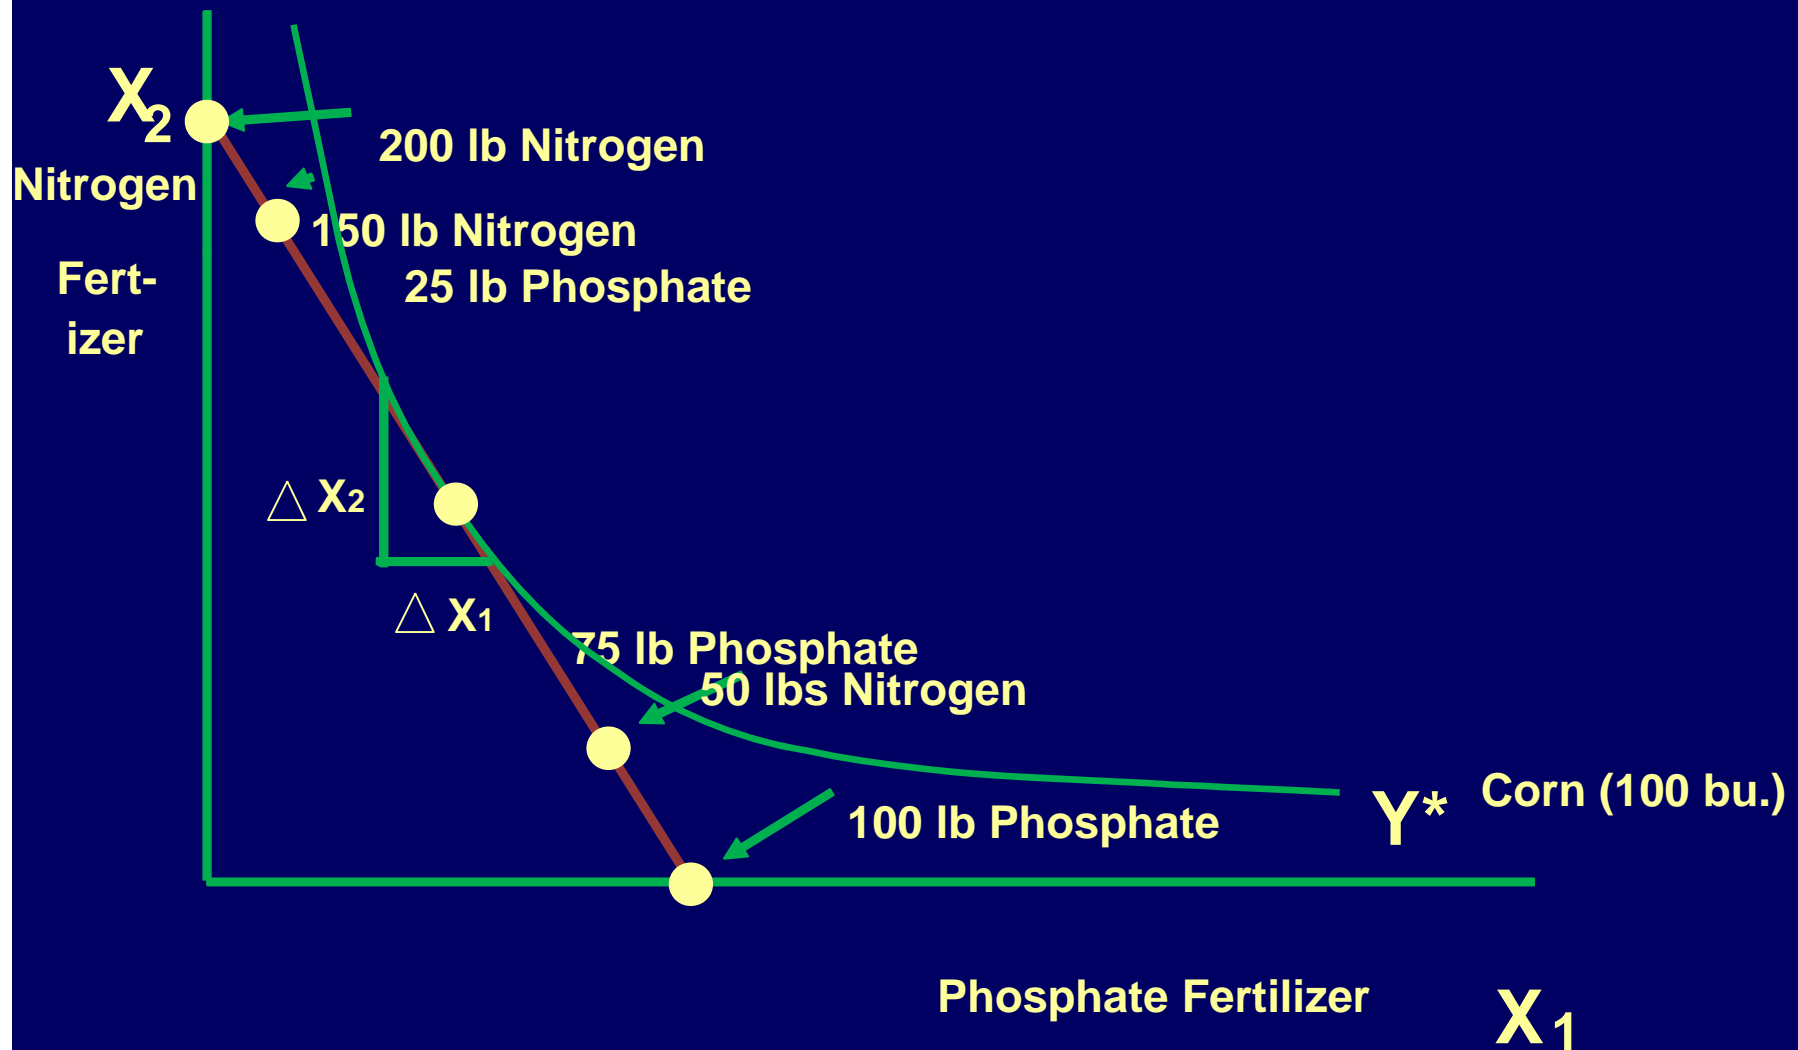 X2
Nitrogen
Fert-
izer
200 lb Nitrogen
150 lb Nitrogen
25 lb Phosphate
△ X2
△ X1
75 lb Phosphate
50 lbs Nitrogen
100 lb Phosphate
Y* Corn (100 bu.)
Phosphate Fertilizer X1